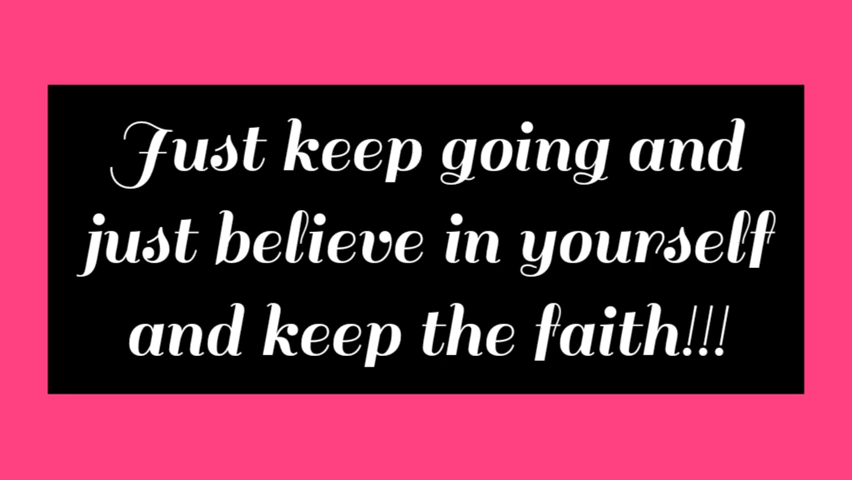 Just keep going and
just believe in yourself
and keep the faith!!!